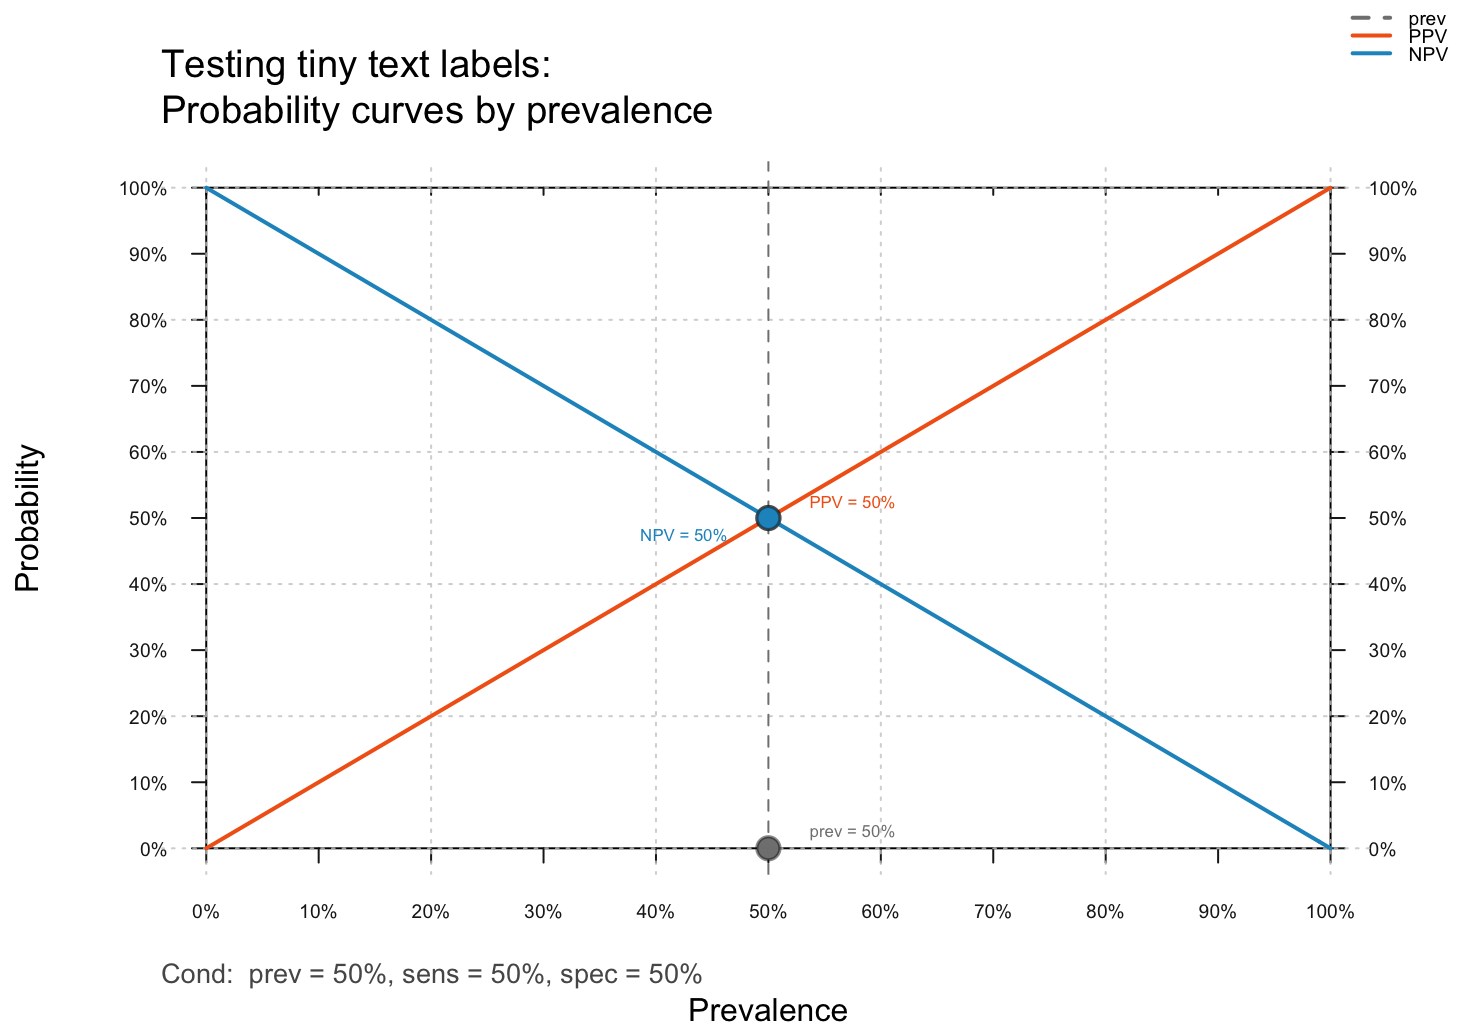 prev
PPV
NPV
Testing tiny text labels:
Probability curves by prevalence
100% 100%
90% 90%
80% 80%
70% 70%
60% 60%
PPV = 50%
50% 50%
NPV = 50%
40% 40%
30% 30%
20% 20%
10% 10%
prev = 50%
0% 0%
Probability
0% 10% 20% 30% 40% 50% 60% 70% 80% 90% 100%
Cond:  prev = 50%, sens = 50%, spec = 50%
Prevalence